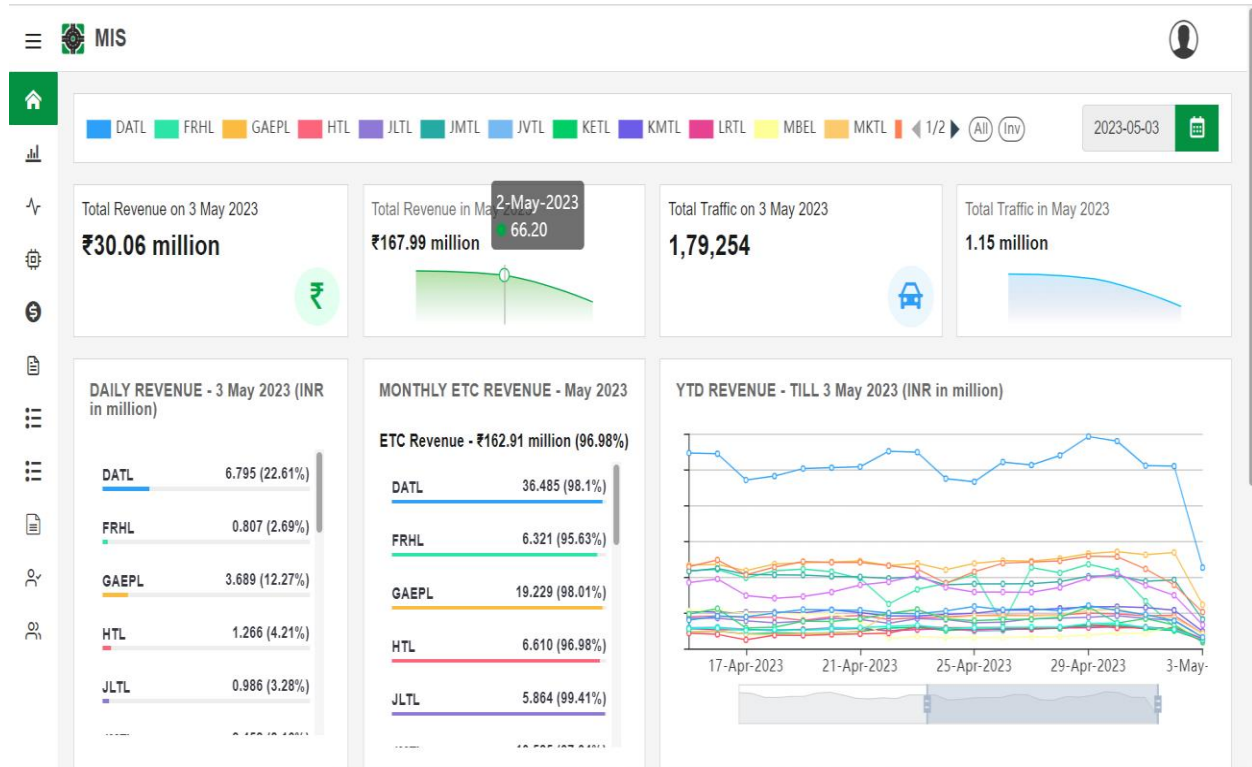 MIS
DATL FRHL GAEPL HTL JLTL JMTL JVTL KETL KMTL LRTL MBEL MKTL 1/2 All Inv
2023-05-03
Total Revenue on 3 May 2023
₹30.06 million
Total Revenue in May 2023
₹167.99 million
2-May-2023
66.20
Total Traffic on 3 May 2023
1,79,254
Total Traffic in May 2023
1.15 million
DAILY REVENUE - 3 May 2023 (INR
in million)
DATL 6.795 (22.61%)
FRHL 0.807 (2.69%)
GAEPL 3.689 (12.27%)
HTL 1.266 (4.21%)
JLTL 0.986 (3.28%)
MONTHLY ETC REVENUE - May 2023
ETC Revenue - ₹162.91 million (96.98%)
DATL 36.485 (98.1%)
FRHL 6.321 (95.63%)
GAEPL 19.229 (98.01%)
HTL 6.610 (96.98%)
JLTL 5.864 (99.41%)
YTD REVENUE - TILL 3 May 2023 (INR in million)
17-Apr-2023 21-Apr-2023 25-Apr-2023 29-Apr-2023 3-May-